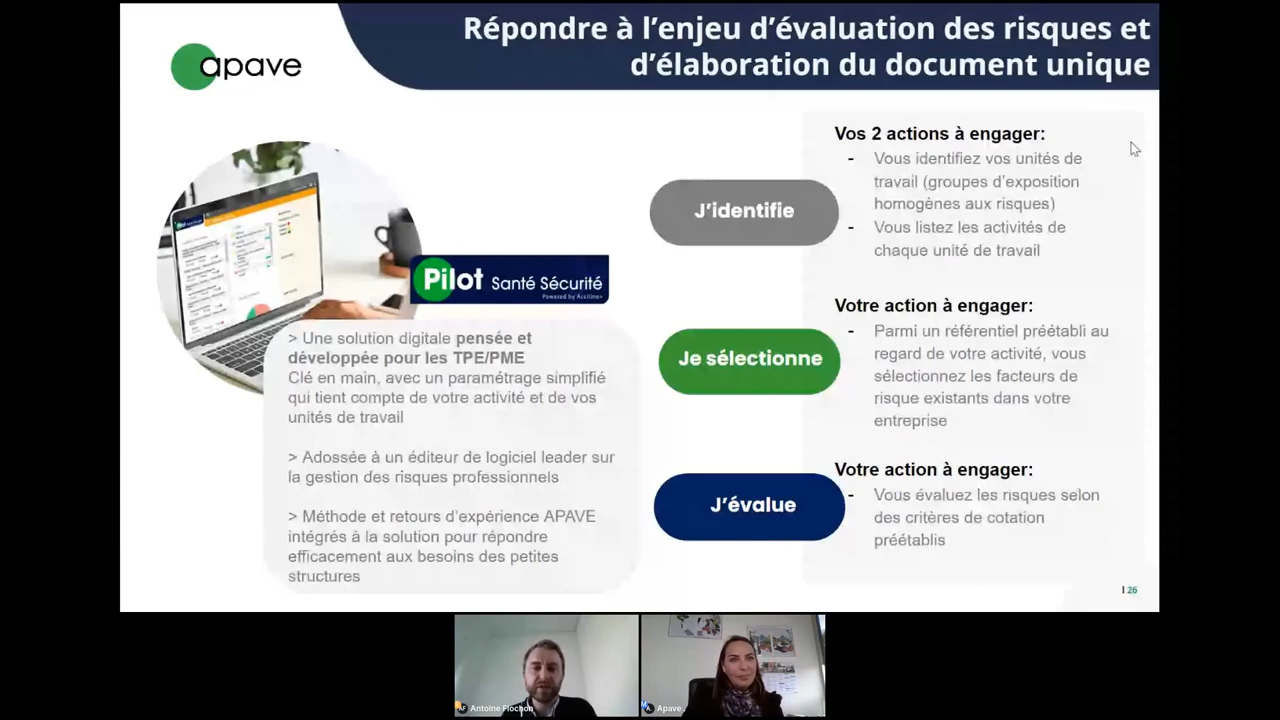 Répondre à l'enjeu d'évaluation des risques et
d'élaboration du document unique
apave
Pilot Santé Sécurité
> Une solution digitale pensée et
développée pour les TPE/PME
Clé en main, avec un paramétrage simplifié
qui tient compte de votre activité et de vos
unités de travail
> Adossée à un éditeur de logiciel leader sur
la gestion des risques professionnels
> Méthode et retours d'expérience APAVE
intégrés à la solution pour répondre
efficacement aux besoins des petites
structures
J'identifie
Vos 2 actions à engager:
- Vous identifiez vos unités de
travail (groupes d'exposition
homogènes aux risques)
- Vous listez les activités de
chaque unité de travail
Je sélectionne
Votre action à engager:
- Parmi un référentiel préétabli au
regard de votre activité, vous
sélectionnez les facteurs de
risque existants dans votre
entreprise
J'évalue
Votre action à engager:
- Vous évaluez les risques selon
des critères de cotation
préétablis
I 26
AF Antoine Flochon
Apave